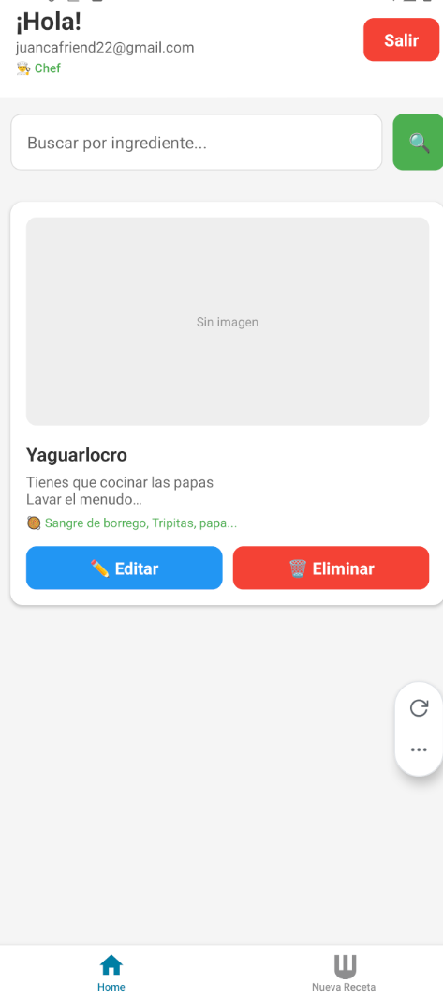 ¡Hola!
juancafriend22@gmail.com
👨‍🍳 Chef
Salir
Buscar por ingrediente...
🔍
Sin imagen
Yaguarlocro
Tienes que cocinar las papas
Lavar el menudo...
🥘 Sangre de borrego, Tripitas, papa...
✏️ Editar
🗑️ Eliminar
Home
Nueva Receta